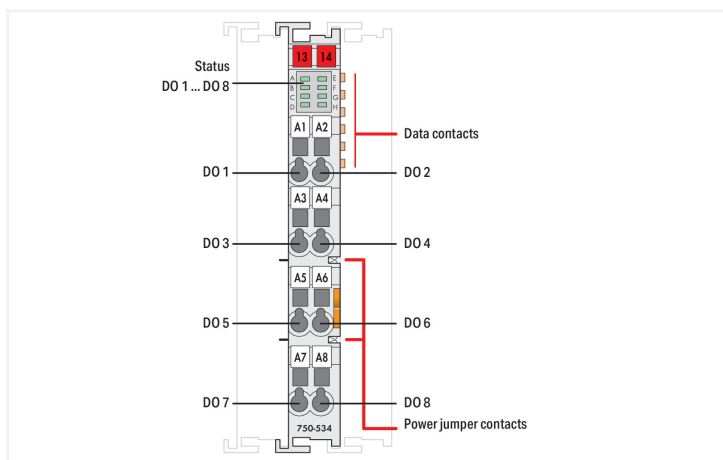 13 14
Status
DO 1 ... DO 8
A E
B F
C G
D H
A1 A2
Data contacts
DO 1 DO 2
A3 A4
DO 3 DO 4
A5 A6
DO 5 DO 6
A7 A8
DO 7 DO 8
Power jumper contacts
750-534